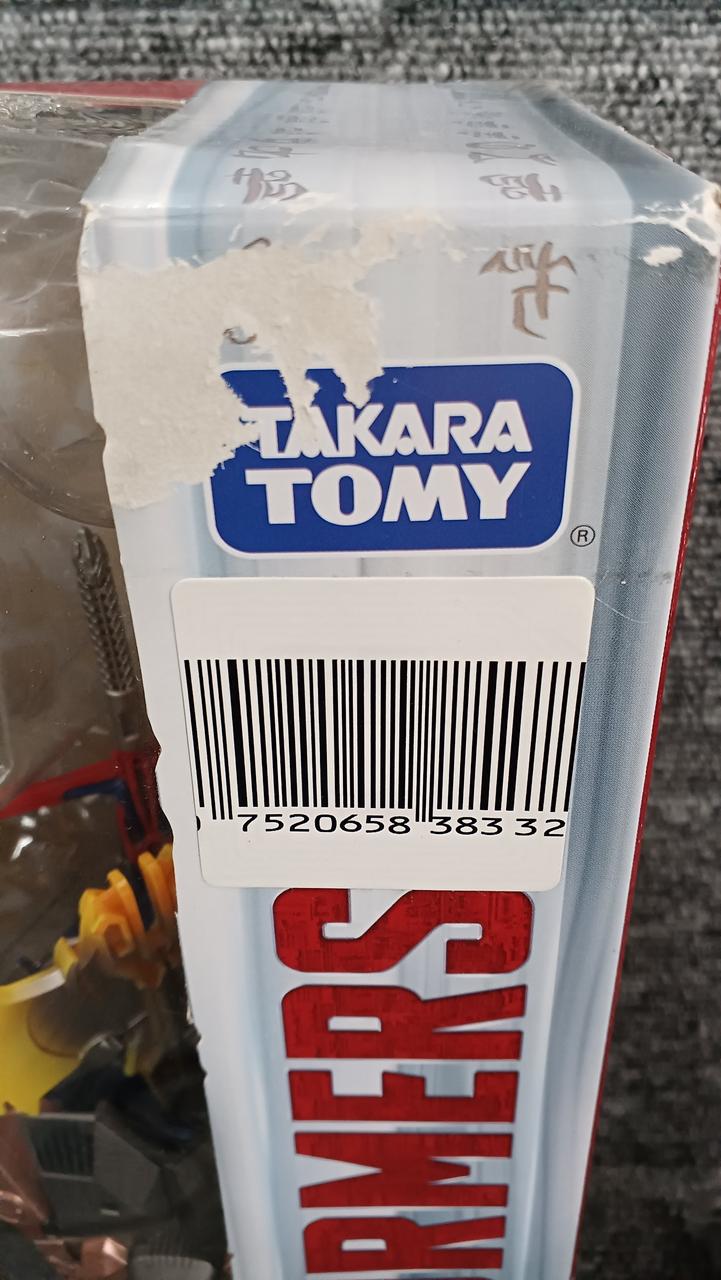 TAKARA
TOMY
®
7520658 383 32
RMERS